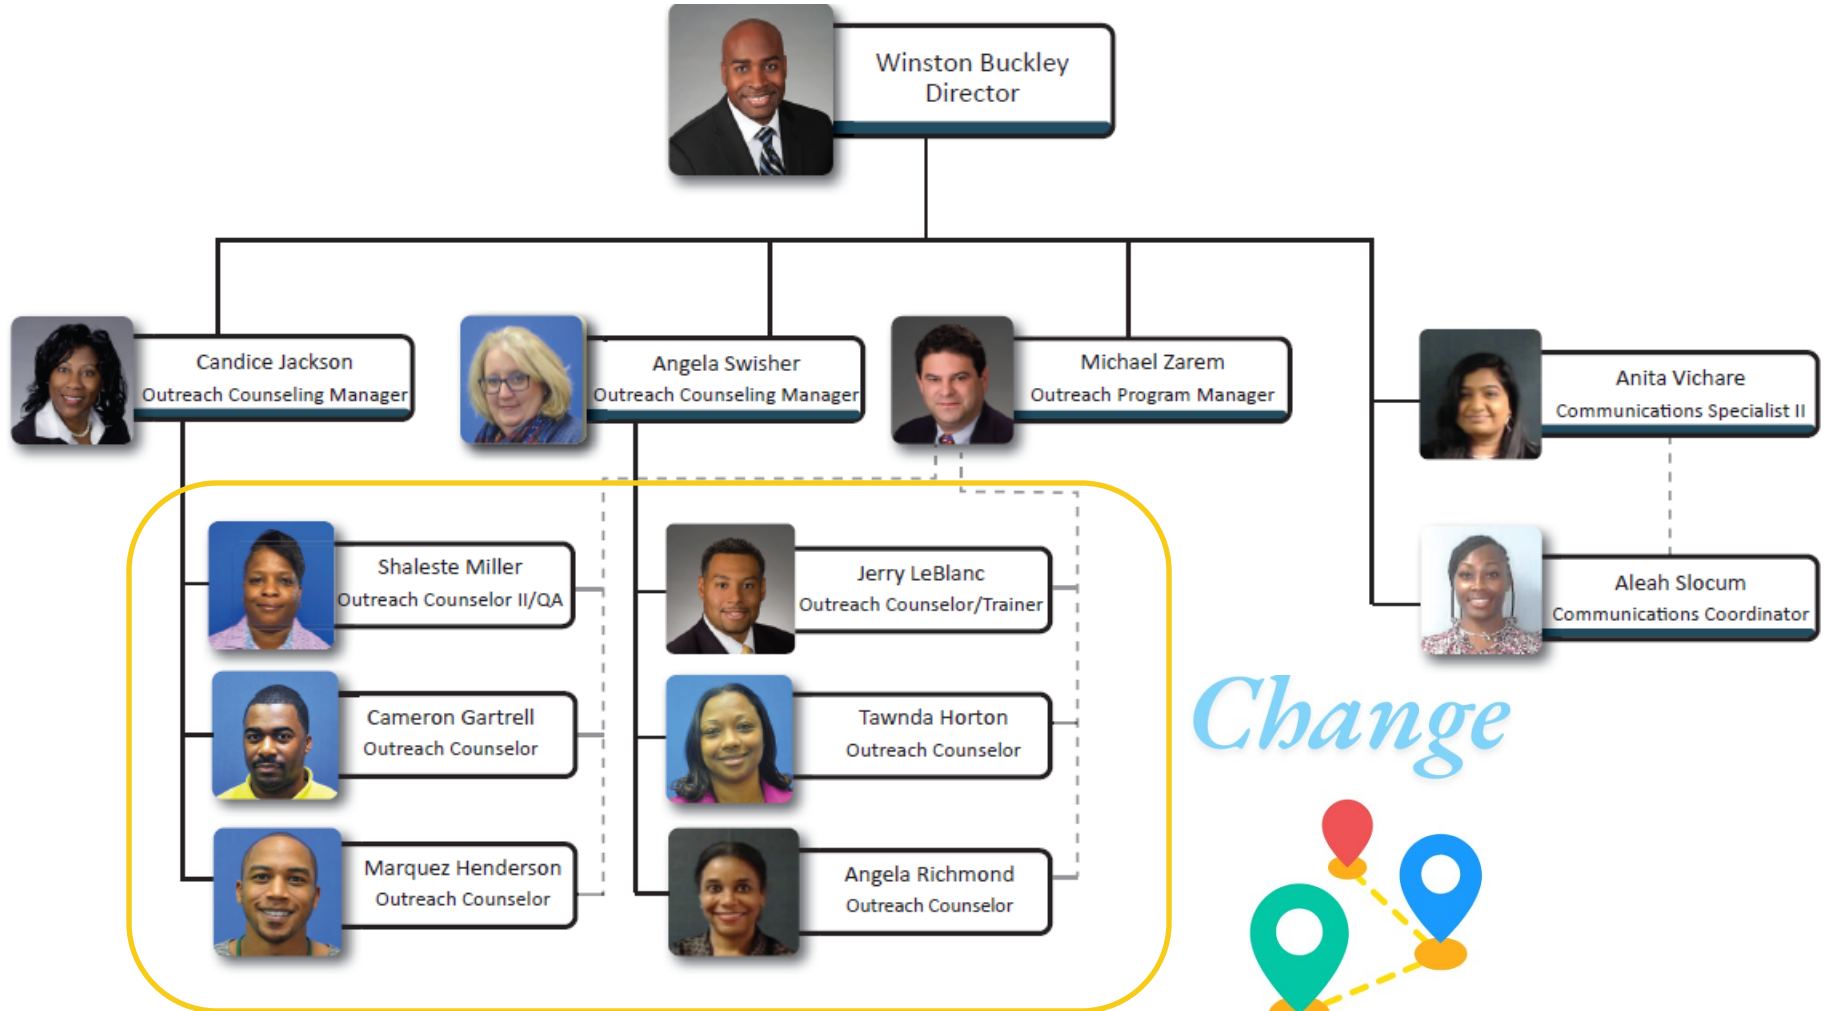 Winston Buckley
Director
Candice Jackson
Outreach Counseling Manager
Angela Swisher
Outreach Counseling Manager
Michael Zarem
Outreach Program Manager
Anita Vichare
Communications Specialist II
Shaleste Miller
Outreach Counselor II/QA
Jerry LeBlanc
Outreach Counselor/Trainer
Aleah Slocum
Communications Coordinator
Cameron Gartrell
Outreach Counselor
Tawnda Horton
Outreach Counselor
Change
Marquez Henderson
Outreach Counselor
Angela Richmond
Outreach Counselor